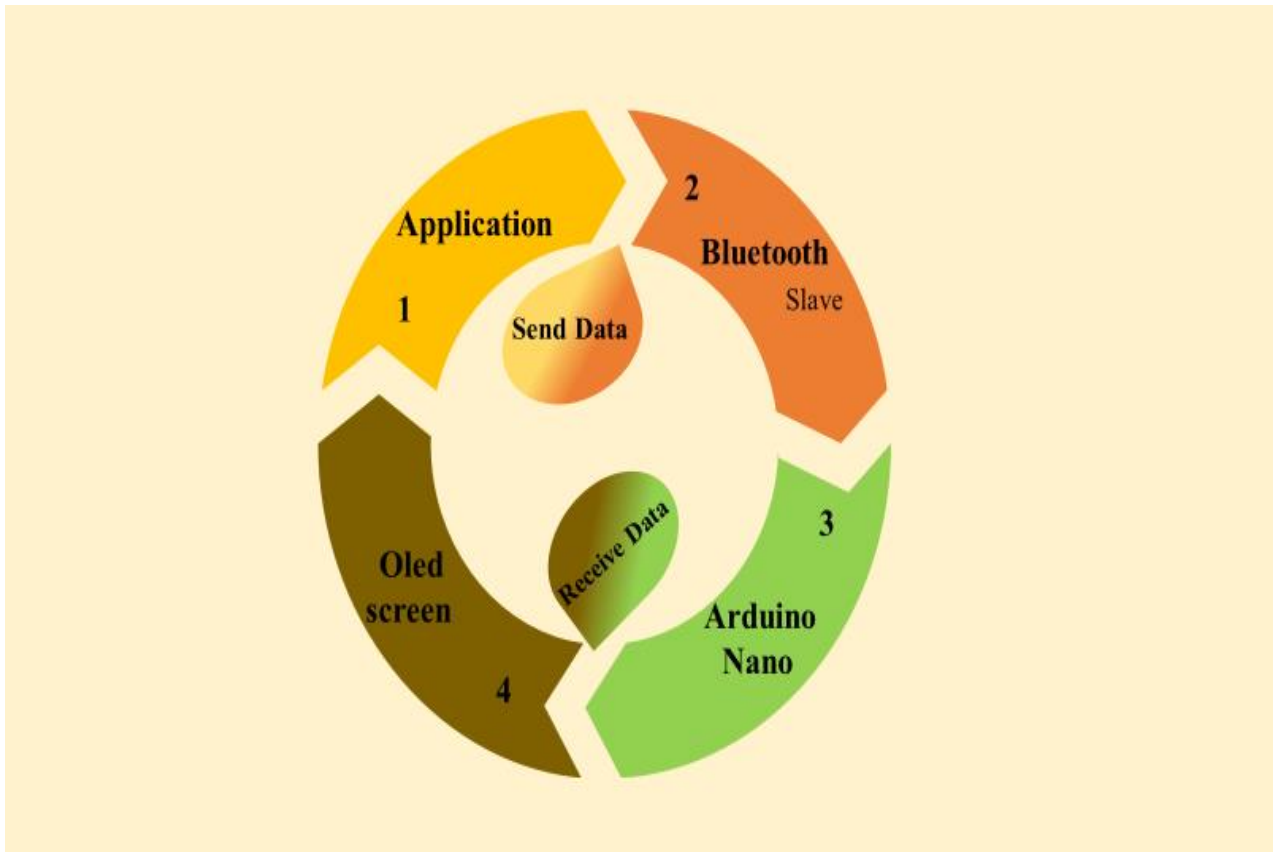 Application
1
2
Bluetooth
Slave
Send Data
3
Arduino
Nano
Receive Data
Oled
screen
4